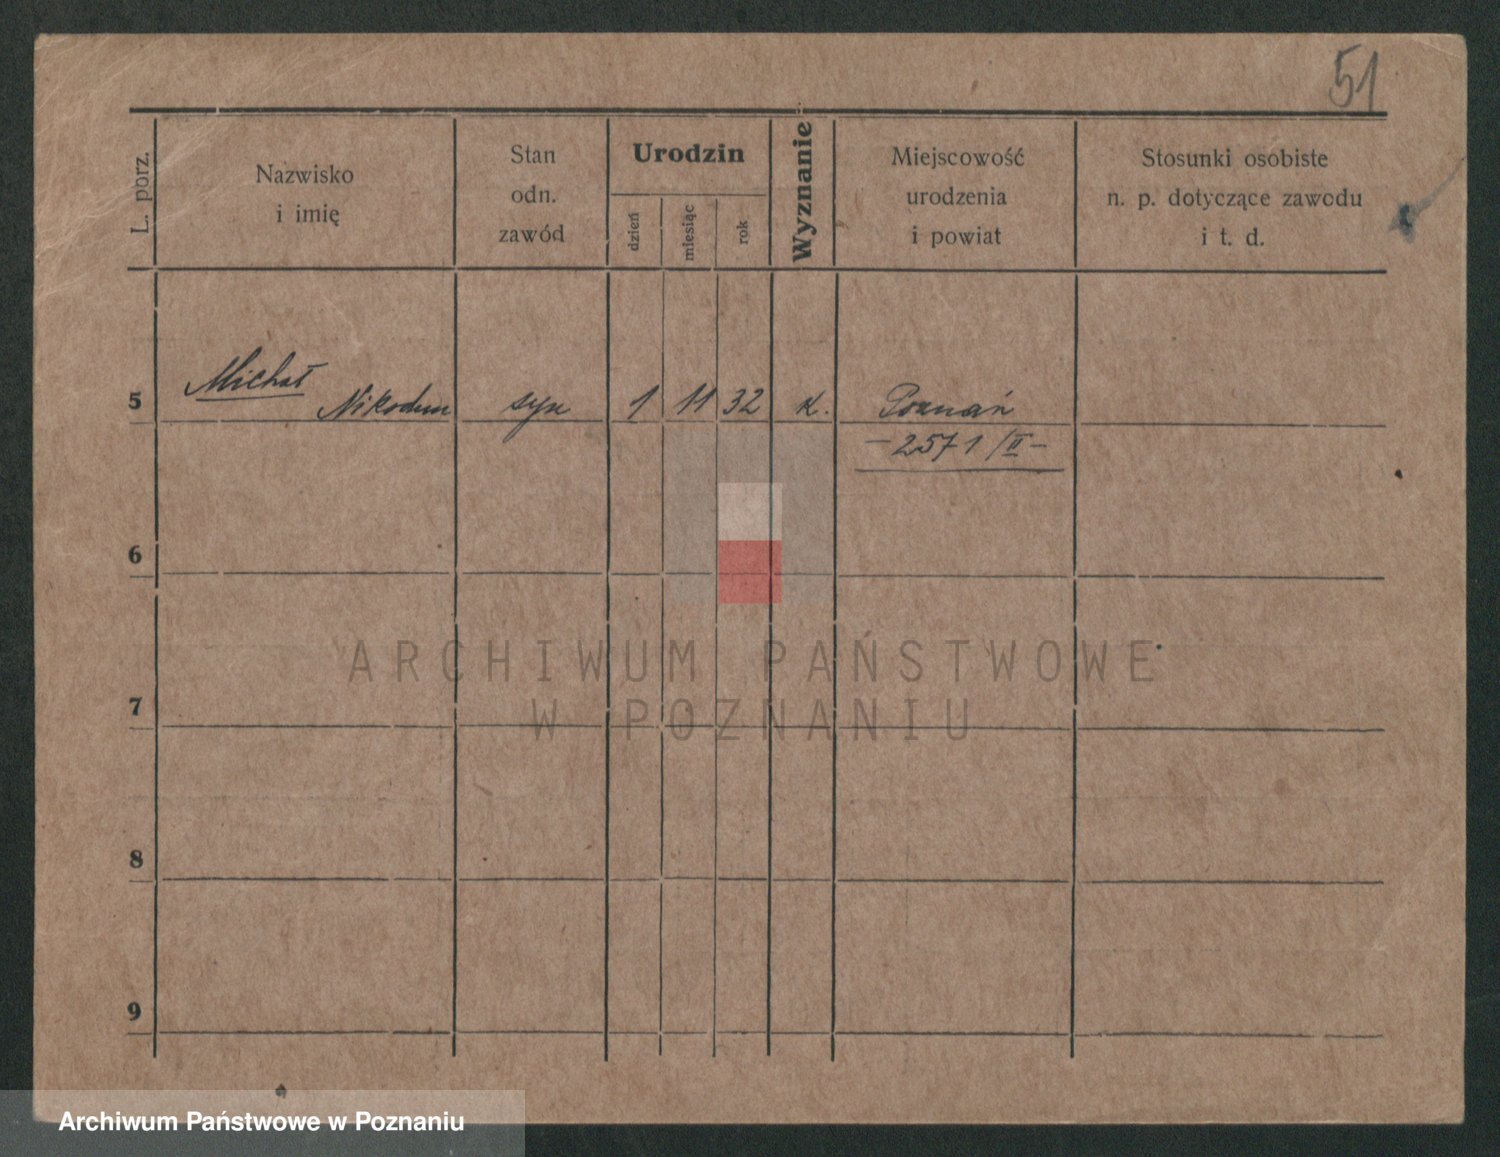 51
L. porz.
Nazwisko
i imię
Stan
odn.
zawód
Urodzin
dzień
miesiąc
rok
Wyznanie
Miejscowość
urodzenia
i powiat
Stosunki osobiste
n. p. dotyczące zawodu
i t. d.
5 Michał Nikodem syn 1 11 32 k. Poznań
- 2571/II -
6
7
8
9
ARCHIWUM PAŃSTWOWE
W POZNANIU
Archiwum Państwowe w Poznaniu